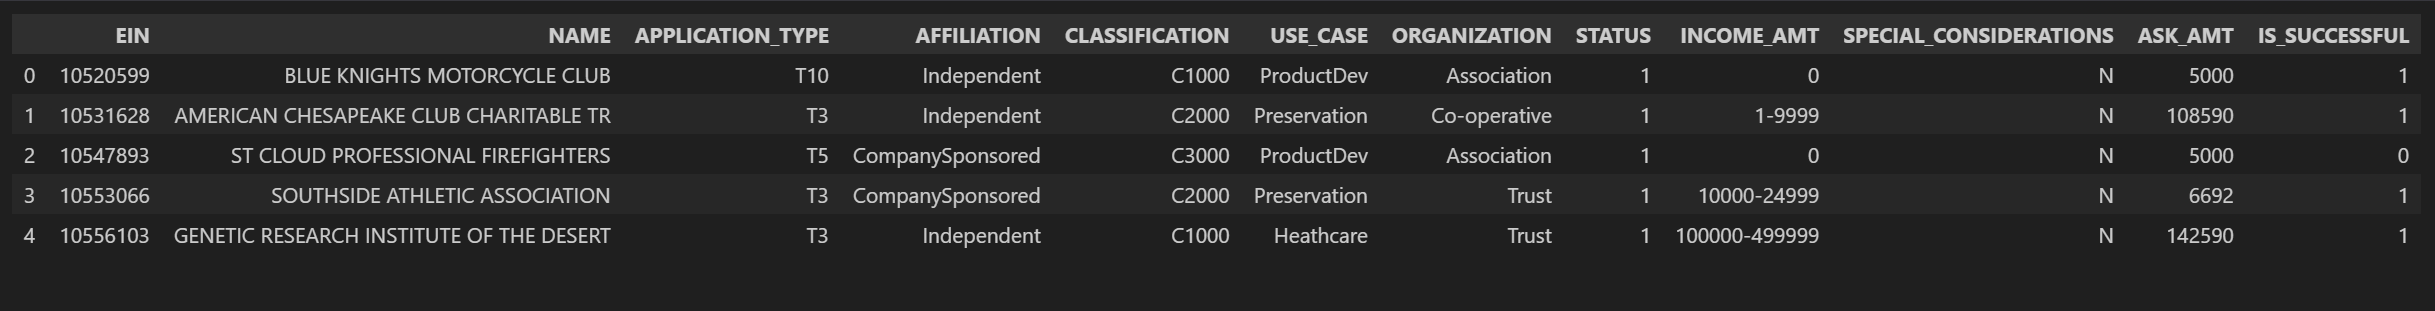 EIN NAME APPLICATION_TYPE AFFILIATION CLASSIFICATION USE_CASE ORGANIZATION STATUS INCOME_AMT SPECIAL_CONSIDERATIONS ASK_AMT IS_SUCCESSFUL
0 10520599 BLUE KNIGHTS MOTORCYCLE CLUB T10 Independent C1000 ProductDev Association 1 0 N 5000 1
1 10531628 AMERICAN CHESAPEAKE CLUB CHARITABLE TR T3 Independent C2000 Preservation Co-operative 1 1-9999 N 108590 1
2 10547893 ST CLOUD PROFESSIONAL FIREFIGHTERS T5 CompanySponsored C3000 ProductDev Association 1 0 N 5000 0
3 10553066 SOUTHSIDE ATHLETIC ASSOCIATION T3 CompanySponsored C2000 Preservation Trust 1 10000-24999 N 6692 1
4 10556103 GENETIC RESEARCH INSTITUTE OF THE DESERT T3 Independent C1000 Heathcare Trust 1 100000-499999 N 142590 1